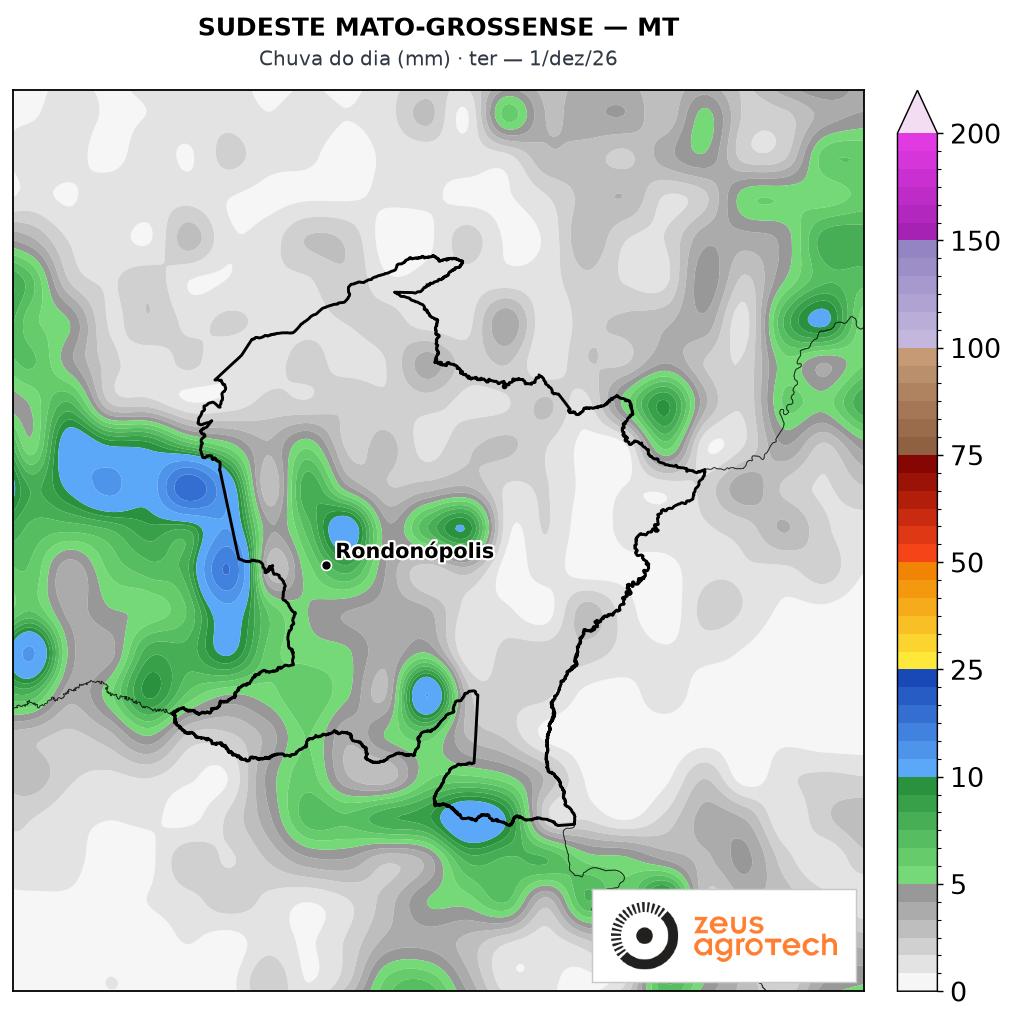 SUDESTE MATO-GROSSENSE — MT
Chuva do dia (mm) · ter — 1/dez/26
200
150
100
75
50
25
10
5
0
Rondonópolis
zeus
agrotech